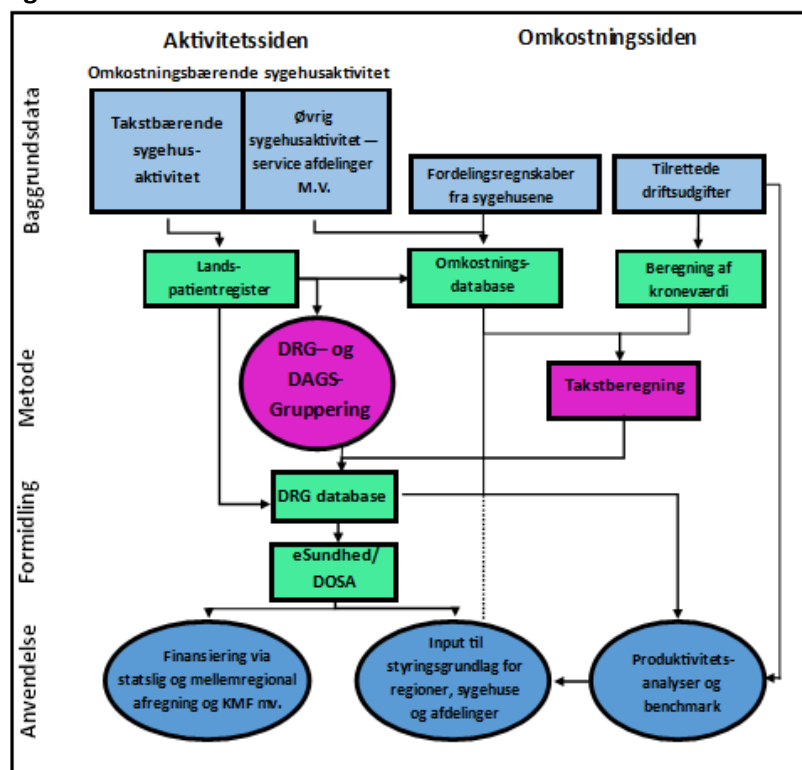 Aktivitetssiden
Omkostningssiden
Omkostningsbærende sygehusaktivitet
Baggrundsdata
Takstbærende
sygehus-
aktivitet
Øvrig
sygehusaktivitet —
service afdelinger
M.V.
Fordelingsregnskaber
fra sygehusene
Tilrettede
driftsudgifter
Lands-
patientregister
Omkostnings-
database
Beregning af
kroneværdi
Metode
DRG– og
DAGS-
Gruppering
Takstberegning
Formidling
DRG database
eSundhed/
DOSA
Anvendelse
Finansiering via
statslig og mellemregional
afregning og KMF mv.
Input til
styringsgrundlag for
regioner, sygehuse
og afdelinger
Produktivitets-
analyser og
benchmark